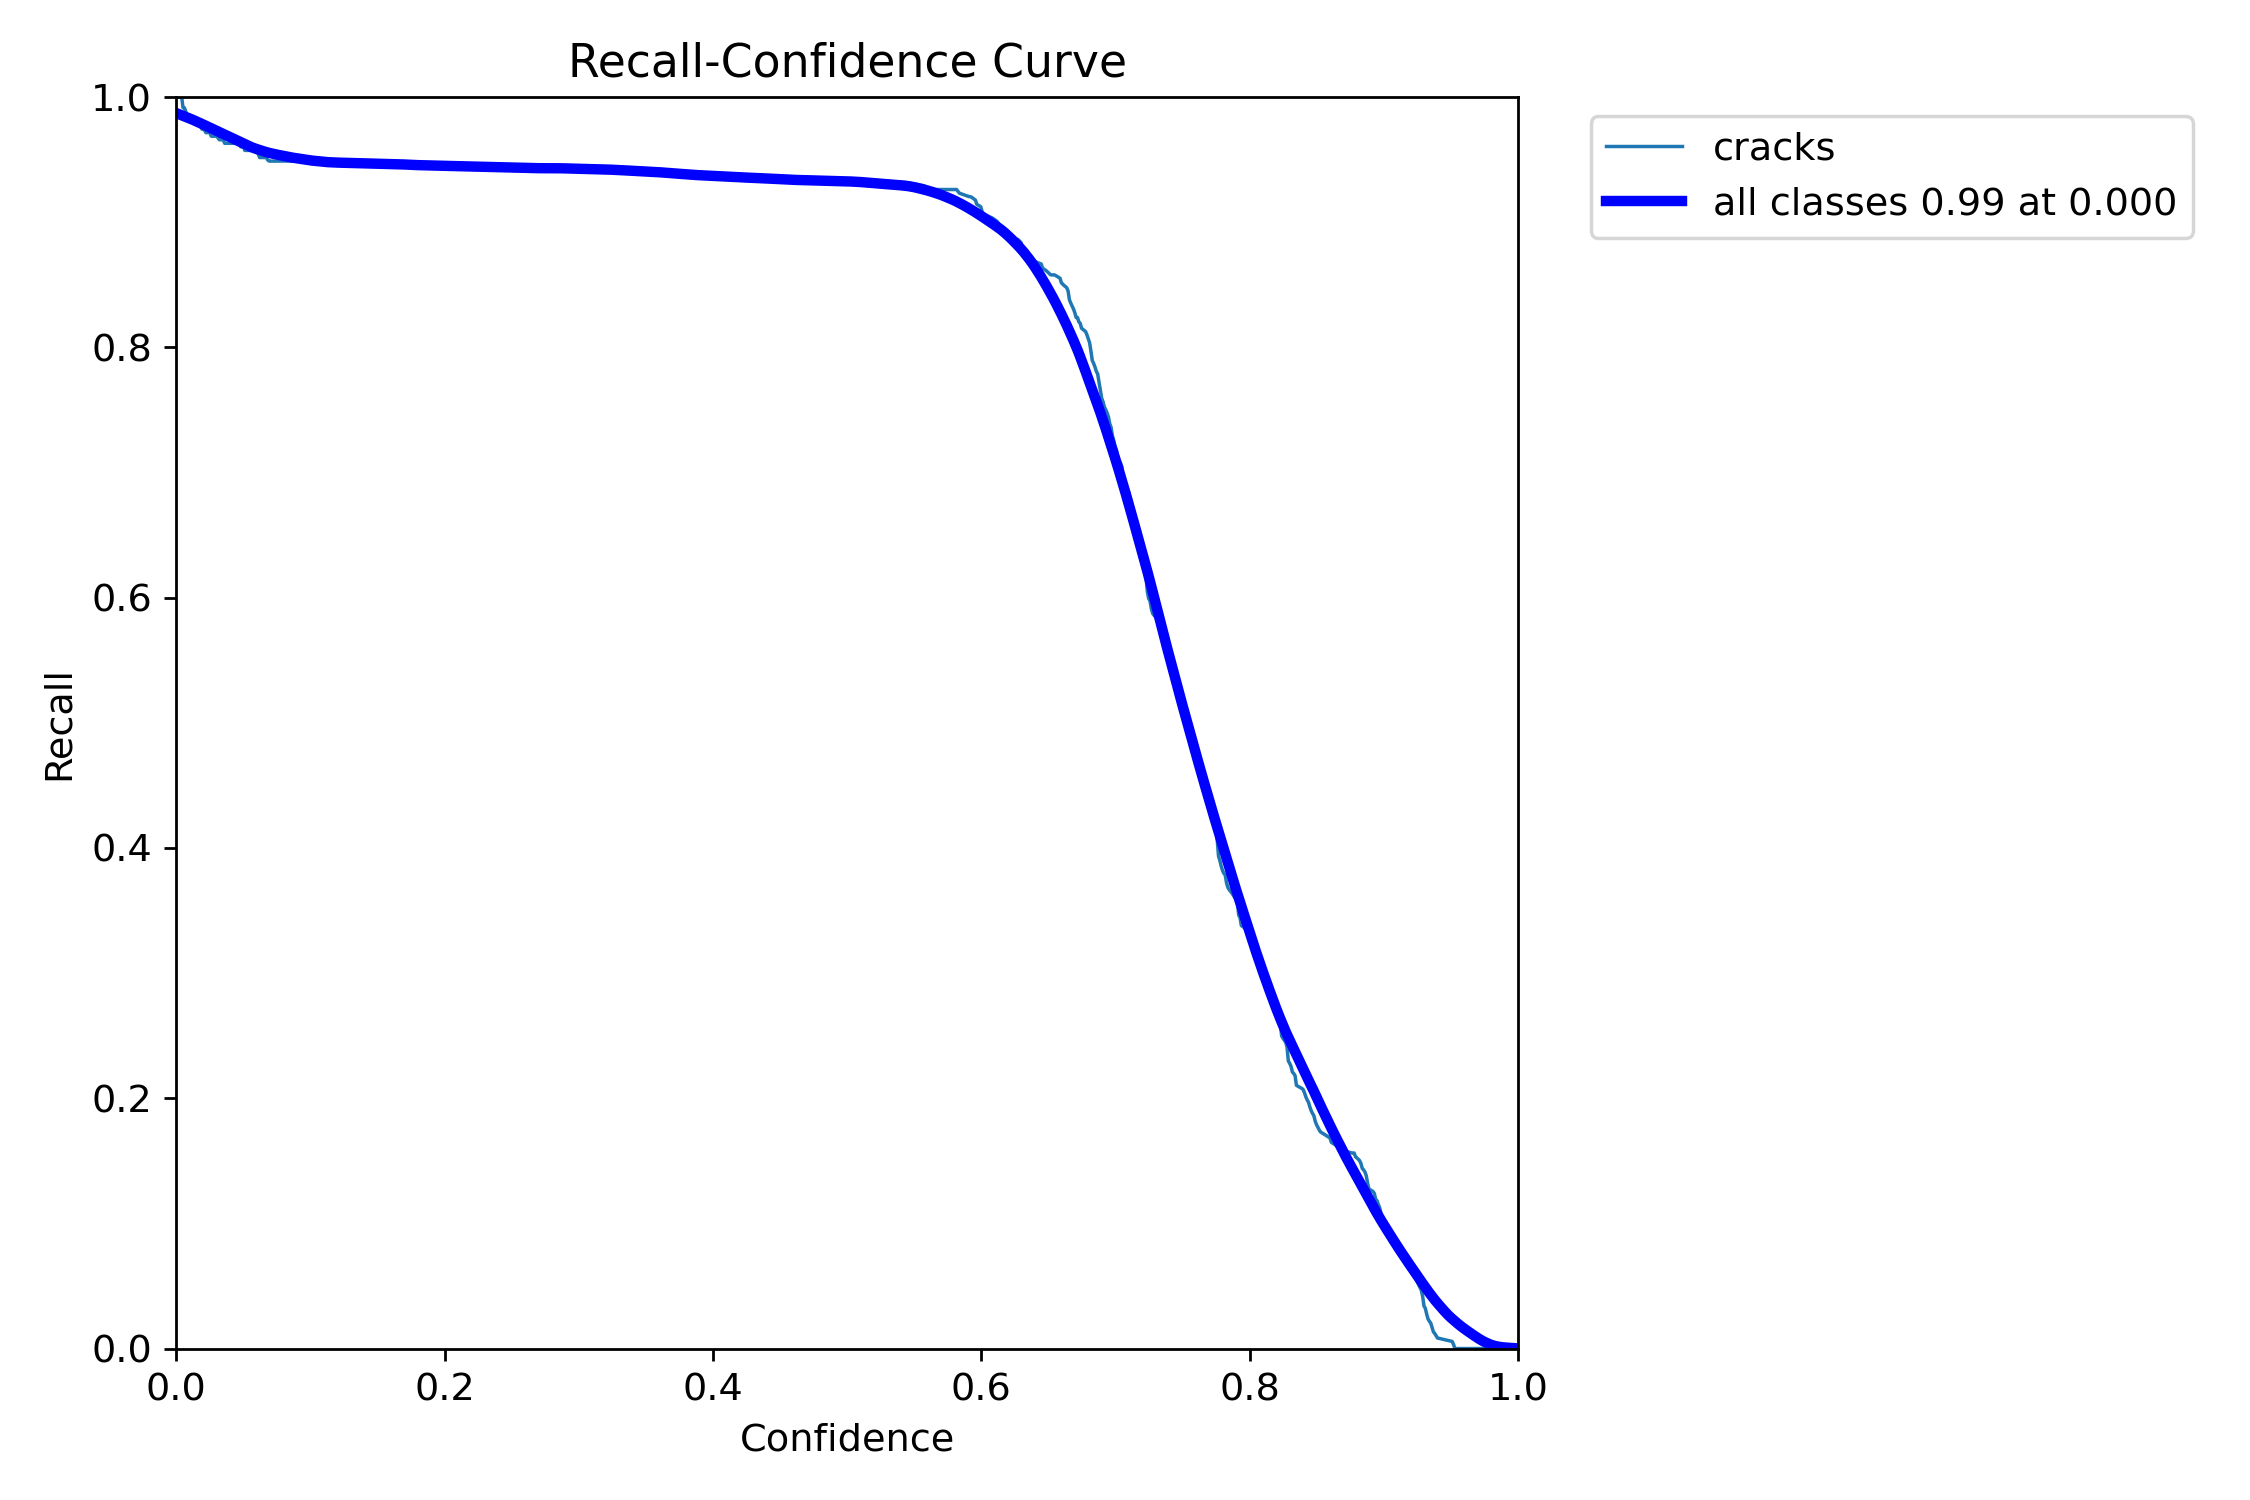 Recall-Confidence Curve
cracks
all classes 0.99 at 0.000
1.0
0.8
0.6
0.4
0.2
0.0
Recall
0.0 0.2 0.4 0.6 0.8 1.0
Confidence